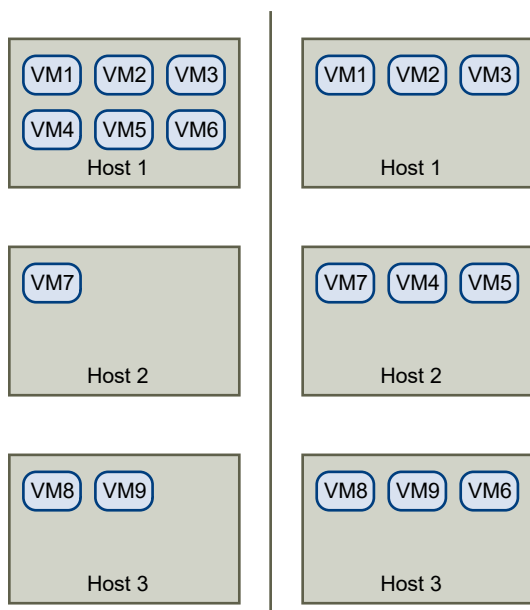 VM1 VM2 VM3
VM4 VM5 VM6
Host 1
VM7
Host 2
VM8 VM9
Host 3
VM1 VM2 VM3
Host 1
VM7 VM4 VM5
Host 2
VM8 VM9 VM6
Host 3